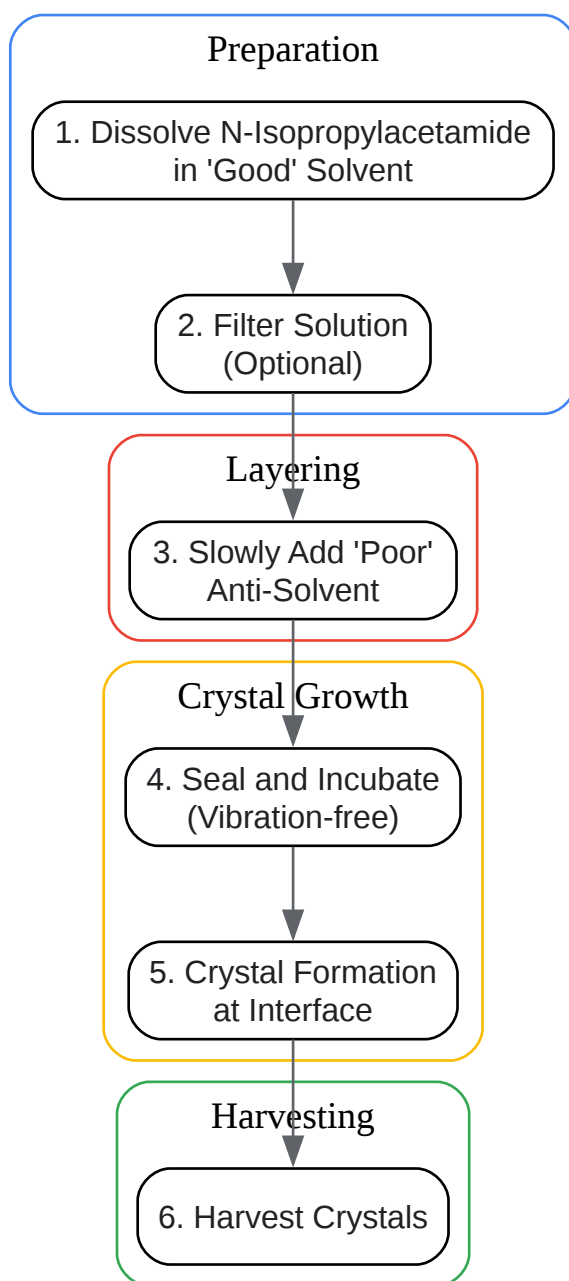 Preparation
1. Dissolve N-Isopropylacetamide
in 'Good' Solvent
2. Filter Solution
(Optional)
Layering
3. Slowly Add 'Poor'
Anti-Solvent
Crystal Growth
4. Seal and Incubate
(Vibration-free)
5. Crystal Formation
at Interface
Harvesting
6. Harvest Crystals